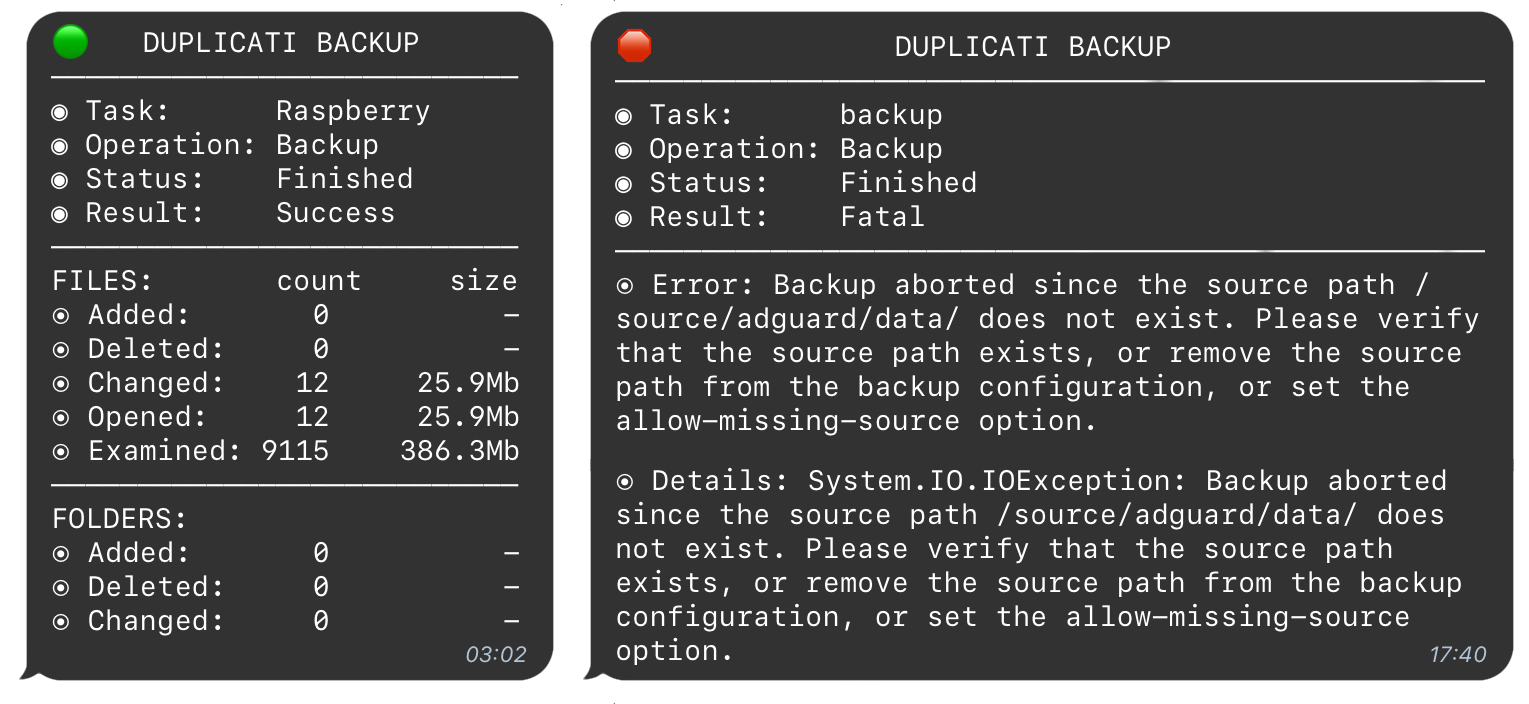 DUPLICATI BACKUP
◉ Task: Raspberry
◉ Operation: Backup
◉ Status: Finished
◉ Result: Success
FILES: count size
⦿ Added: 0 –
⦿ Deleted: 0 –
⦿ Changed: 12 25.9Mb
⦿ Opened: 12 25.9Mb
⦿ Examined: 9115 386.3Mb
FOLDERS:
⦿ Added: 0 –
⦿ Deleted: 0 –
⦿ Changed: 0 –
03:02
DUPLICATI BACKUP
◉ Task: backup
◉ Operation: Backup
◉ Status: Finished
◉ Result: Fatal
⦿ Error: Backup aborted since the source path /
source/adguard/data/ does not exist. Please verify
that the source path exists, or remove the source
path from the backup configuration, or set the
allow-missing-source option.
⦿ Details: System.IO.IOException: Backup aborted
since the source path /source/adguard/data/ does
not exist. Please verify that the source path
exists, or remove the source path from the backup
configuration, or set the allow-missing-source
option.
17:40